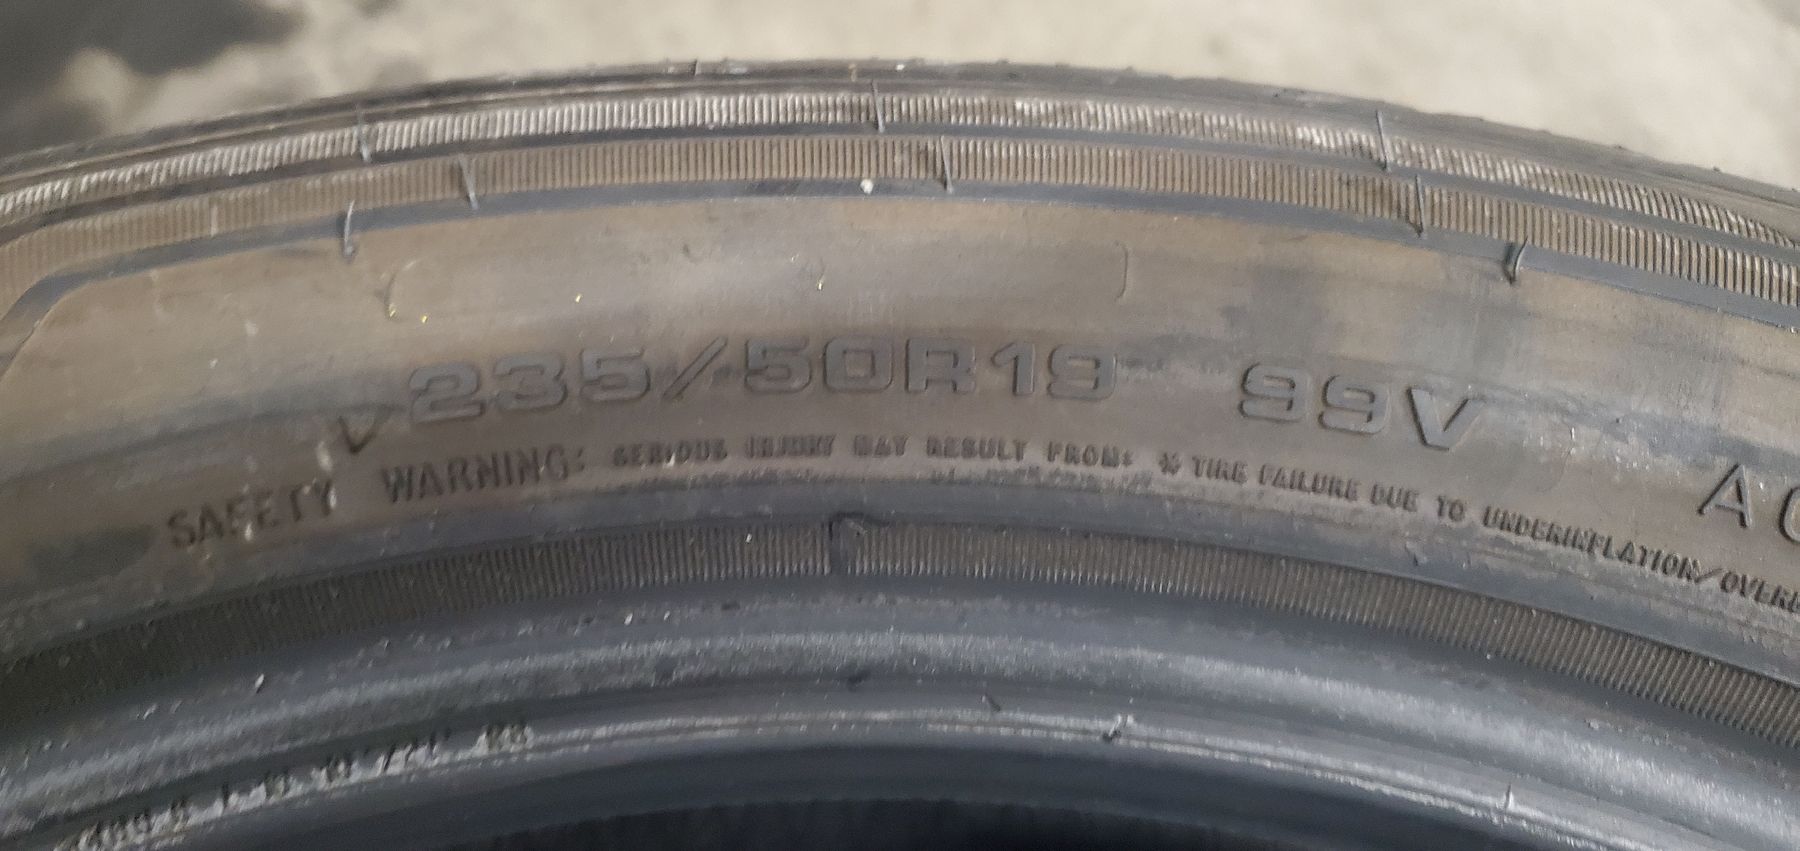 235/50R19 99V
SAFETY WARNING: SERIOUS INJURY MAY RESULT FROM: * TIRE FAILURE DUE TO UNDERINFLATION/OVER